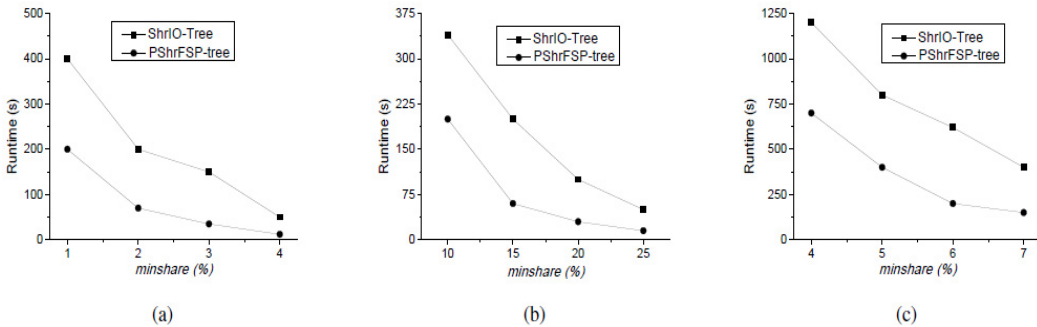 500
400
300
200
100
0
Runtime (s)
ShrIO-Tree
PShrFSP-tree
1 2 3 4
minshare (%)
(a)
375
300
225
150
75
0
Runtime (s)
ShrIO-Tree
PShrFSP-tree
10 15 20 25
minshare (%)
(b)
1250
1000
750
500
250
0
Runtime (s)
ShrIO-Tree
PShrFSP-tree
4 5 6 7
minshare (%)
(c)